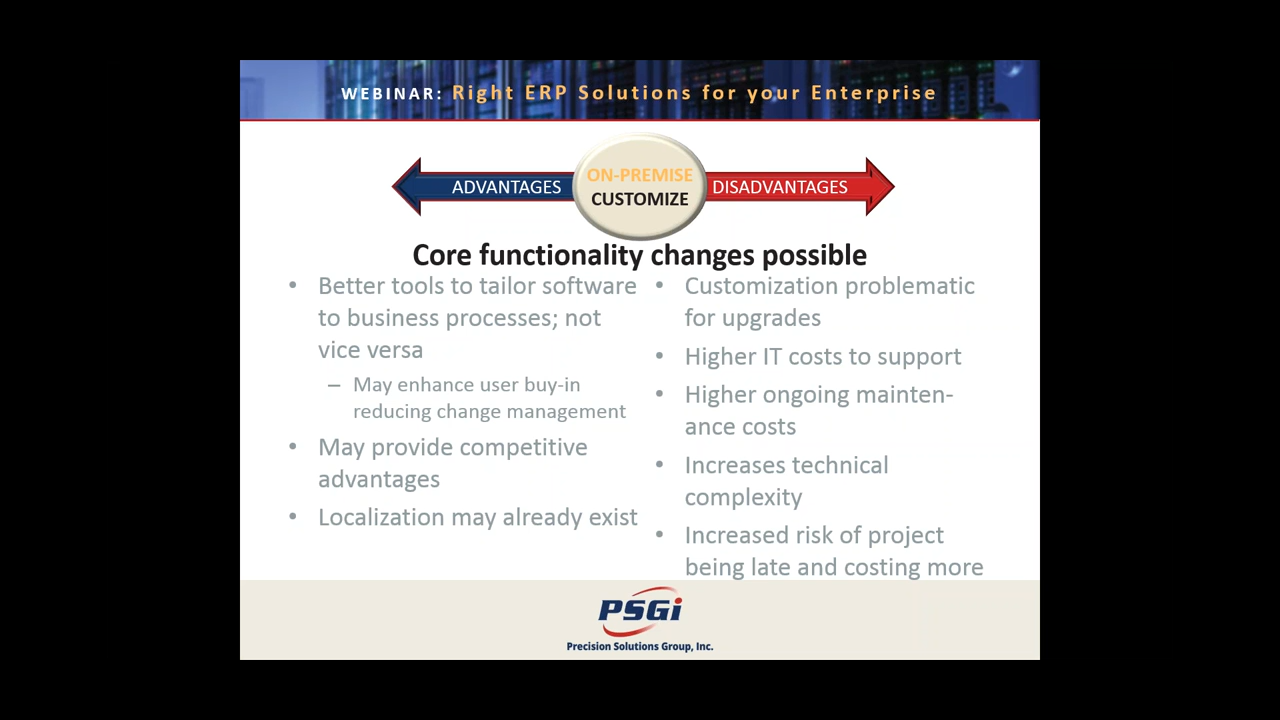 WEBINAR: Right ERP Solutions for your Enterprise
ADVANTAGES
ON-PREMISE
CUSTOMIZE
DISADVANTAGES
Core functionality changes possible
• Better tools to tailor software
to business processes; not
vice versa
– May enhance user buy-in
reducing change management
• May provide competitive
advantages
• Localization may already exist
• Customization problematic
for upgrades
• Higher IT costs to support
• Higher ongoing mainten-
ance costs
• Increases technical
complexity
• Increased risk of project
being late and costing more
PSGi
Precision Solutions Group, Inc.